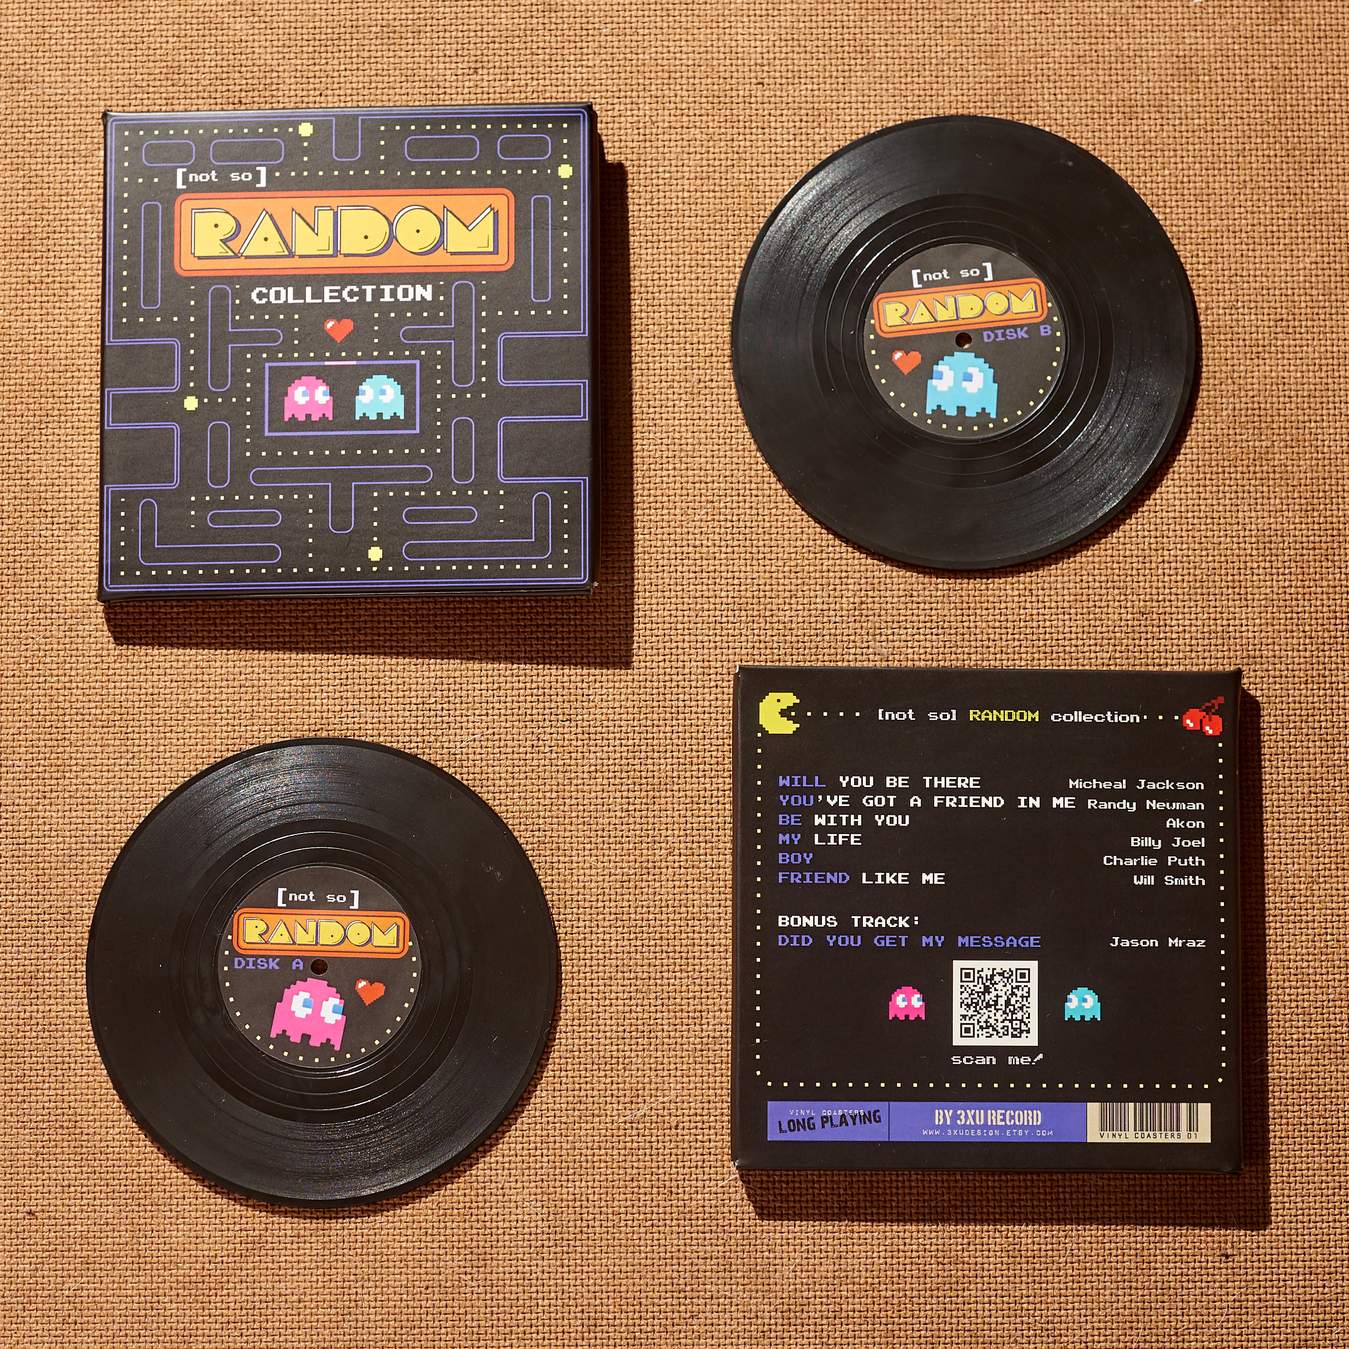 [not so]
RANDOM
COLLECTION
[not so]
RANDOM
DISK B
[not so]
RANDOM
DISK A
[not so] RANDOM collection
WILL YOU BE THERE Micheal Jackson
YOU'VE GOT A FRIEND IN ME Randy Newman
BE WITH YOU Akon
MY LIFE Billy Joel
BOY Charlie Puth
FRIEND LIKE ME Will Smith
BONUS TRACK:
DID YOU GET MY MESSAGE Jason Mraz
scan me!
VINYL COASTERS
LONG PLAYING
BY 3XU RECORD
WWW.3XUDESIGN.ETSY.COM
VINYL COASTERS 01